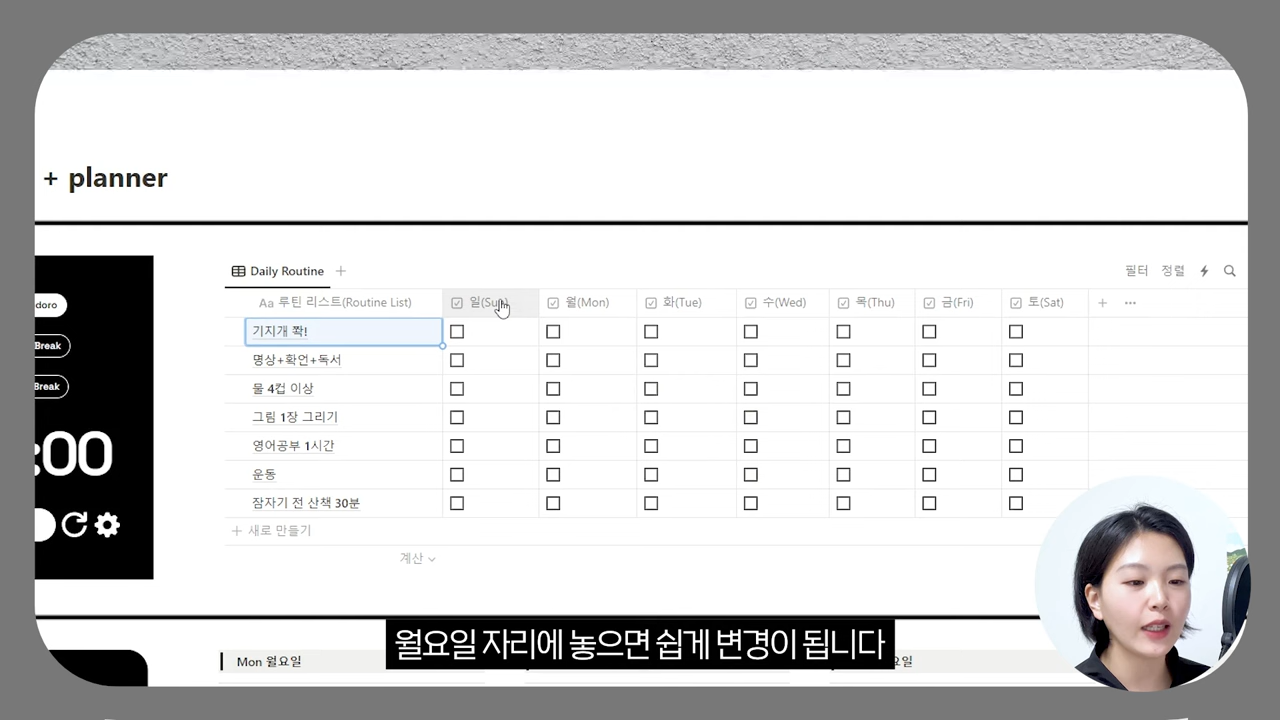 + planner
Daily Routine +
필터 정렬
Aa 루틴 리스트(Routine List) 일(Sun) 월(Mon) 화(Tue) 수(Wed) 목(Thu) 금(Fri) 토(Sat) + •••
기지개 쫙!
명상+확언+독서
물 4컵 이상
그림 1장 그리기
영어공부 1시간
운동
잠자기 전 산책 30분
+ 새로 만들기
계산
doro
Break
Break
:00
월요일 자리에 놓으면 쉽게 변경이 됩니다
Mon 월요일
요일